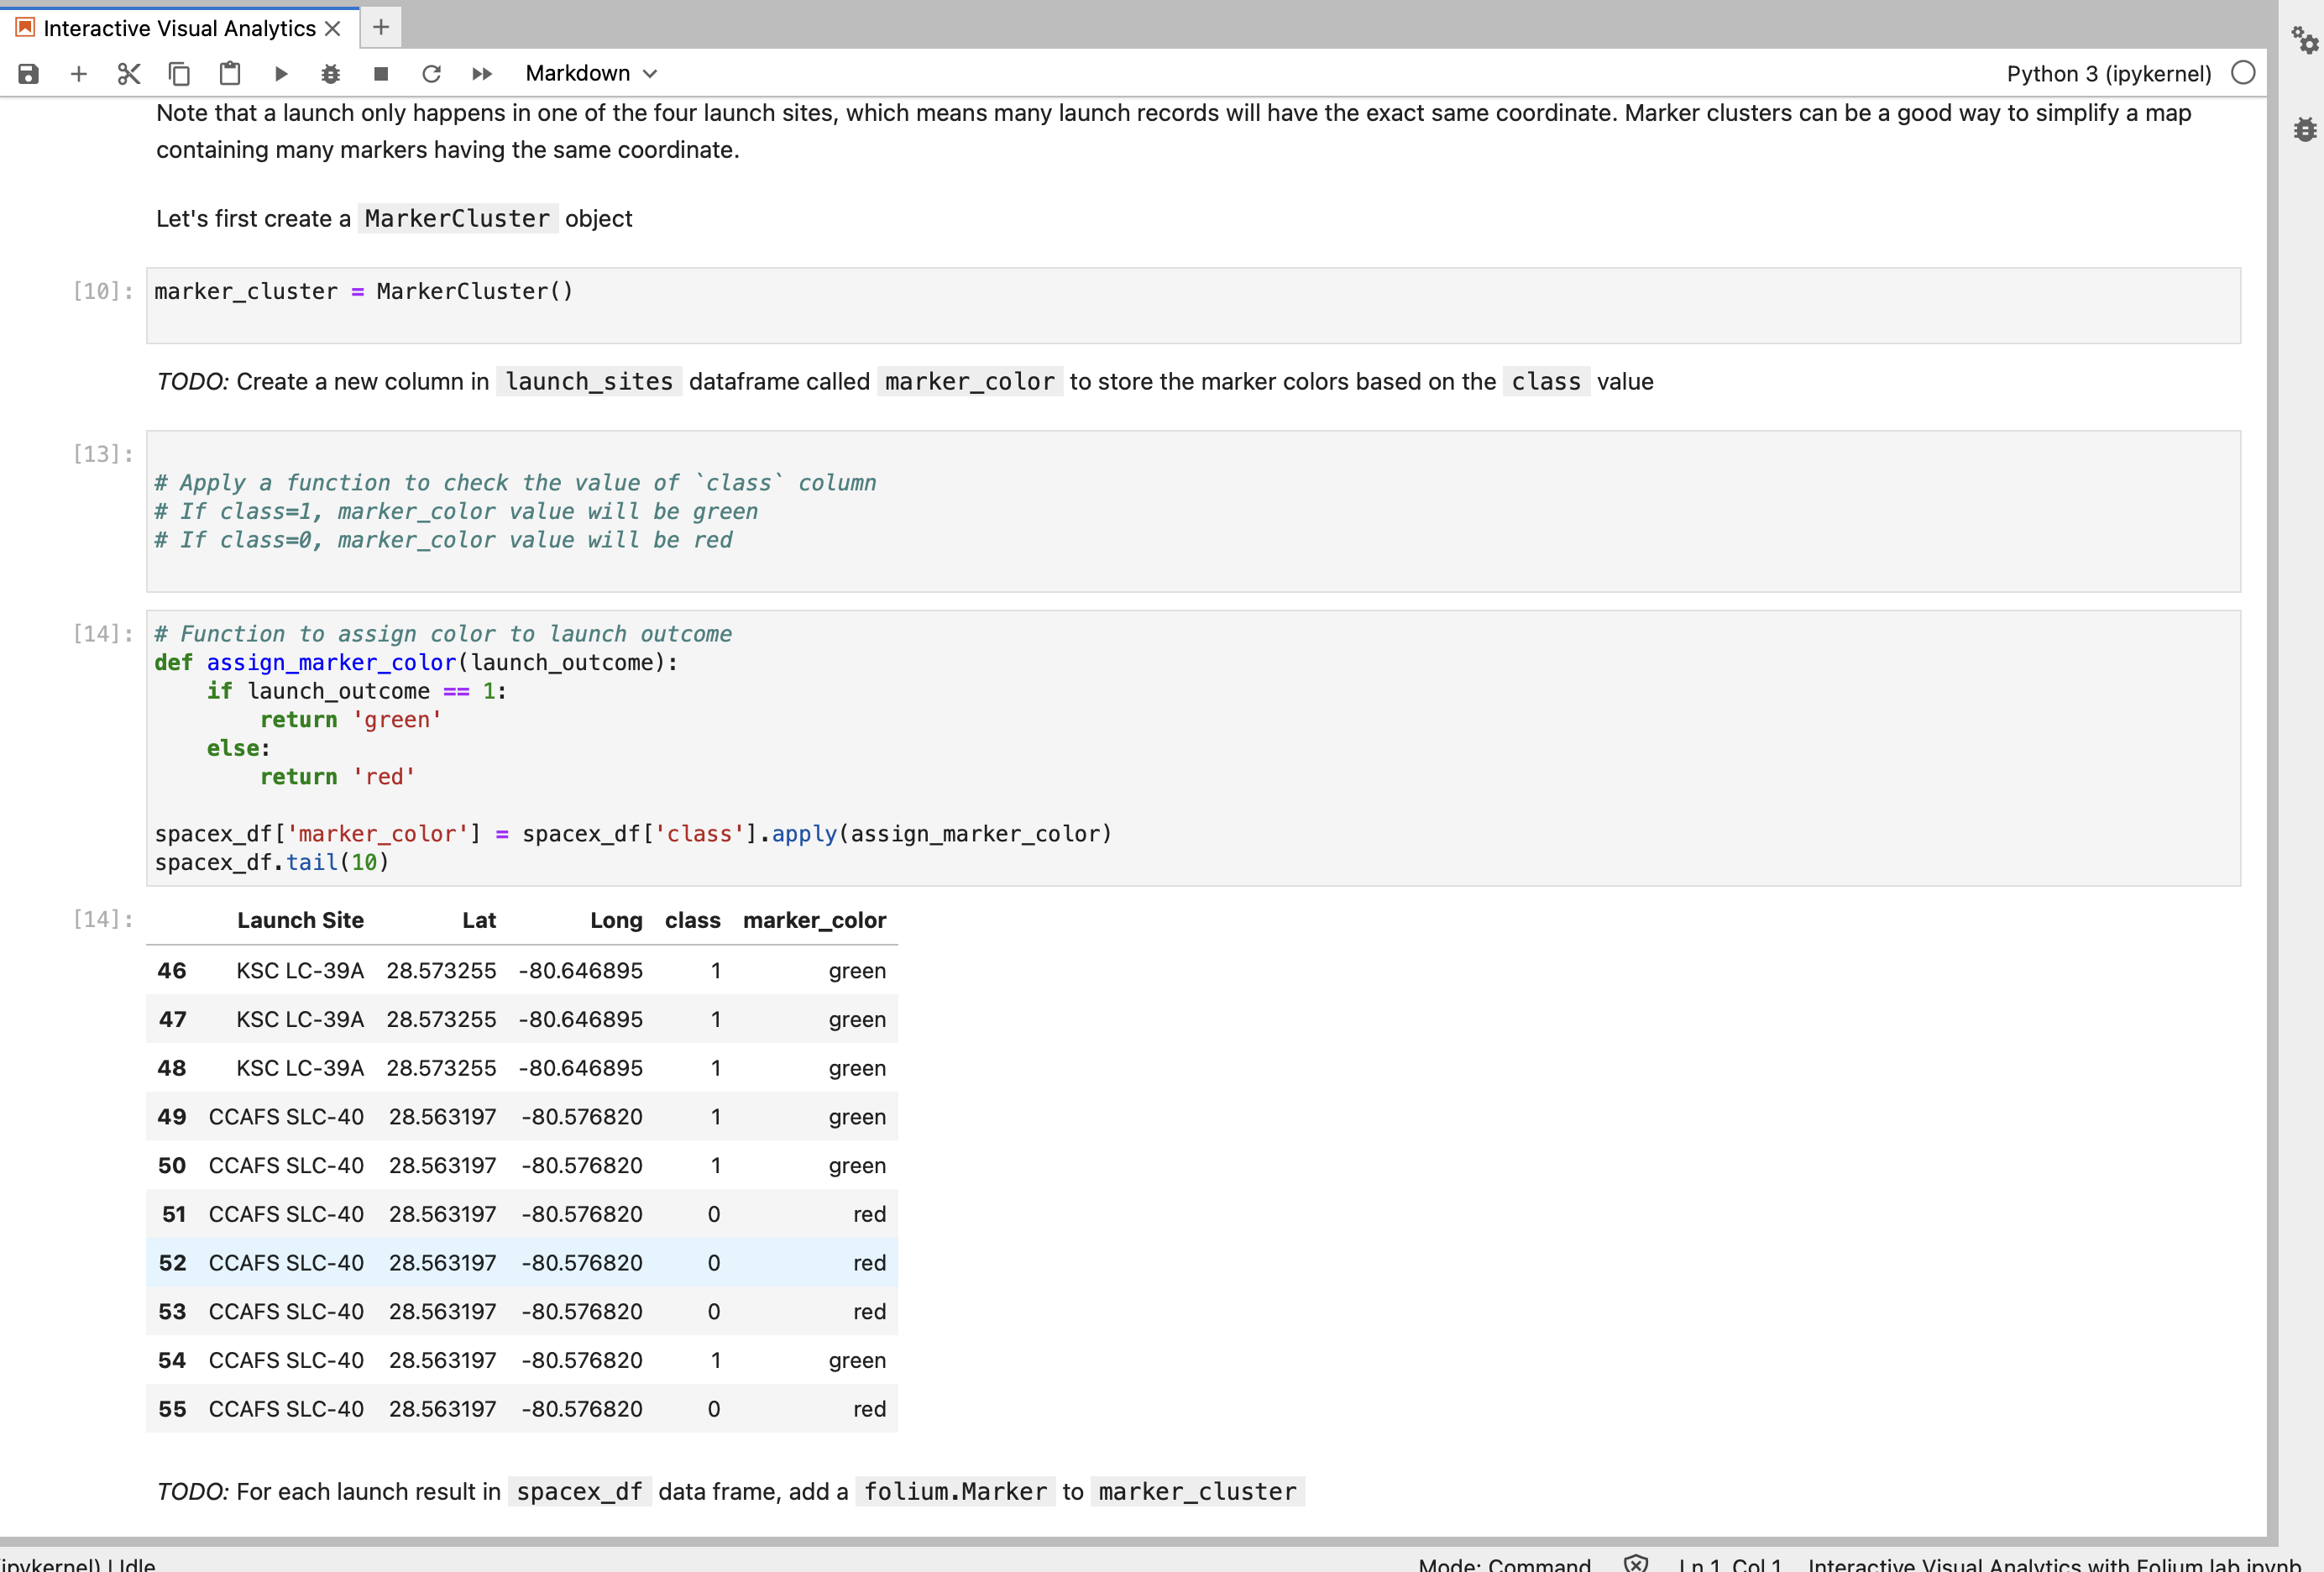 Interactive Visual Analytics
Markdown
Python 3 (ipykernel)
Note that a launch only happens in one of the four launch sites, which means many launch records will have the exact same coordinate. Marker clusters can be a good way to simplify a map
containing many markers having the same coordinate.
Let's first create a MarkerCluster object
[10]: marker_cluster = MarkerCluster()
TODO: Create a new column in launch_sites dataframe called marker_color to store the marker colors based on the class value
[13]:
# Apply a function to check the value of `class` column
# If class=1, marker_color value will be green
# If class=0, marker_color value will be red
[14]: # Function to assign color to launch outcome
def assign_marker_color(launch_outcome):
    if launch_outcome == 1:
        return 'green'
    else:
        return 'red'
spacex_df['marker_color'] = spacex_df['class'].apply(assign_marker_color)
spacex_df.tail(10)
[14]: Launch Site Lat Long class marker_color
46 KSC LC-39A 28.573255 -80.646895 1 green
47 KSC LC-39A 28.573255 -80.646895 1 green
48 KSC LC-39A 28.573255 -80.646895 1 green
49 CCAFS SLC-40 28.563197 -80.576820 1 green
50 CCAFS SLC-40 28.563197 -80.576820 1 green
51 CCAFS SLC-40 28.563197 -80.576820 0 red
52 CCAFS SLC-40 28.563197 -80.576820 0 red
53 CCAFS SLC-40 28.563197 -80.576820 0 red
54 CCAFS SLC-40 28.563197 -80.576820 1 green
55 CCAFS SLC-40 28.563197 -80.576820 0 red
TODO: For each launch result in spacex_df data frame, add a folium.Marker to marker_cluster
ipykernel) | Idle Mode: Command Ln 1, Col 1 Interactive Visual Analytics with Folium lab.ipynb